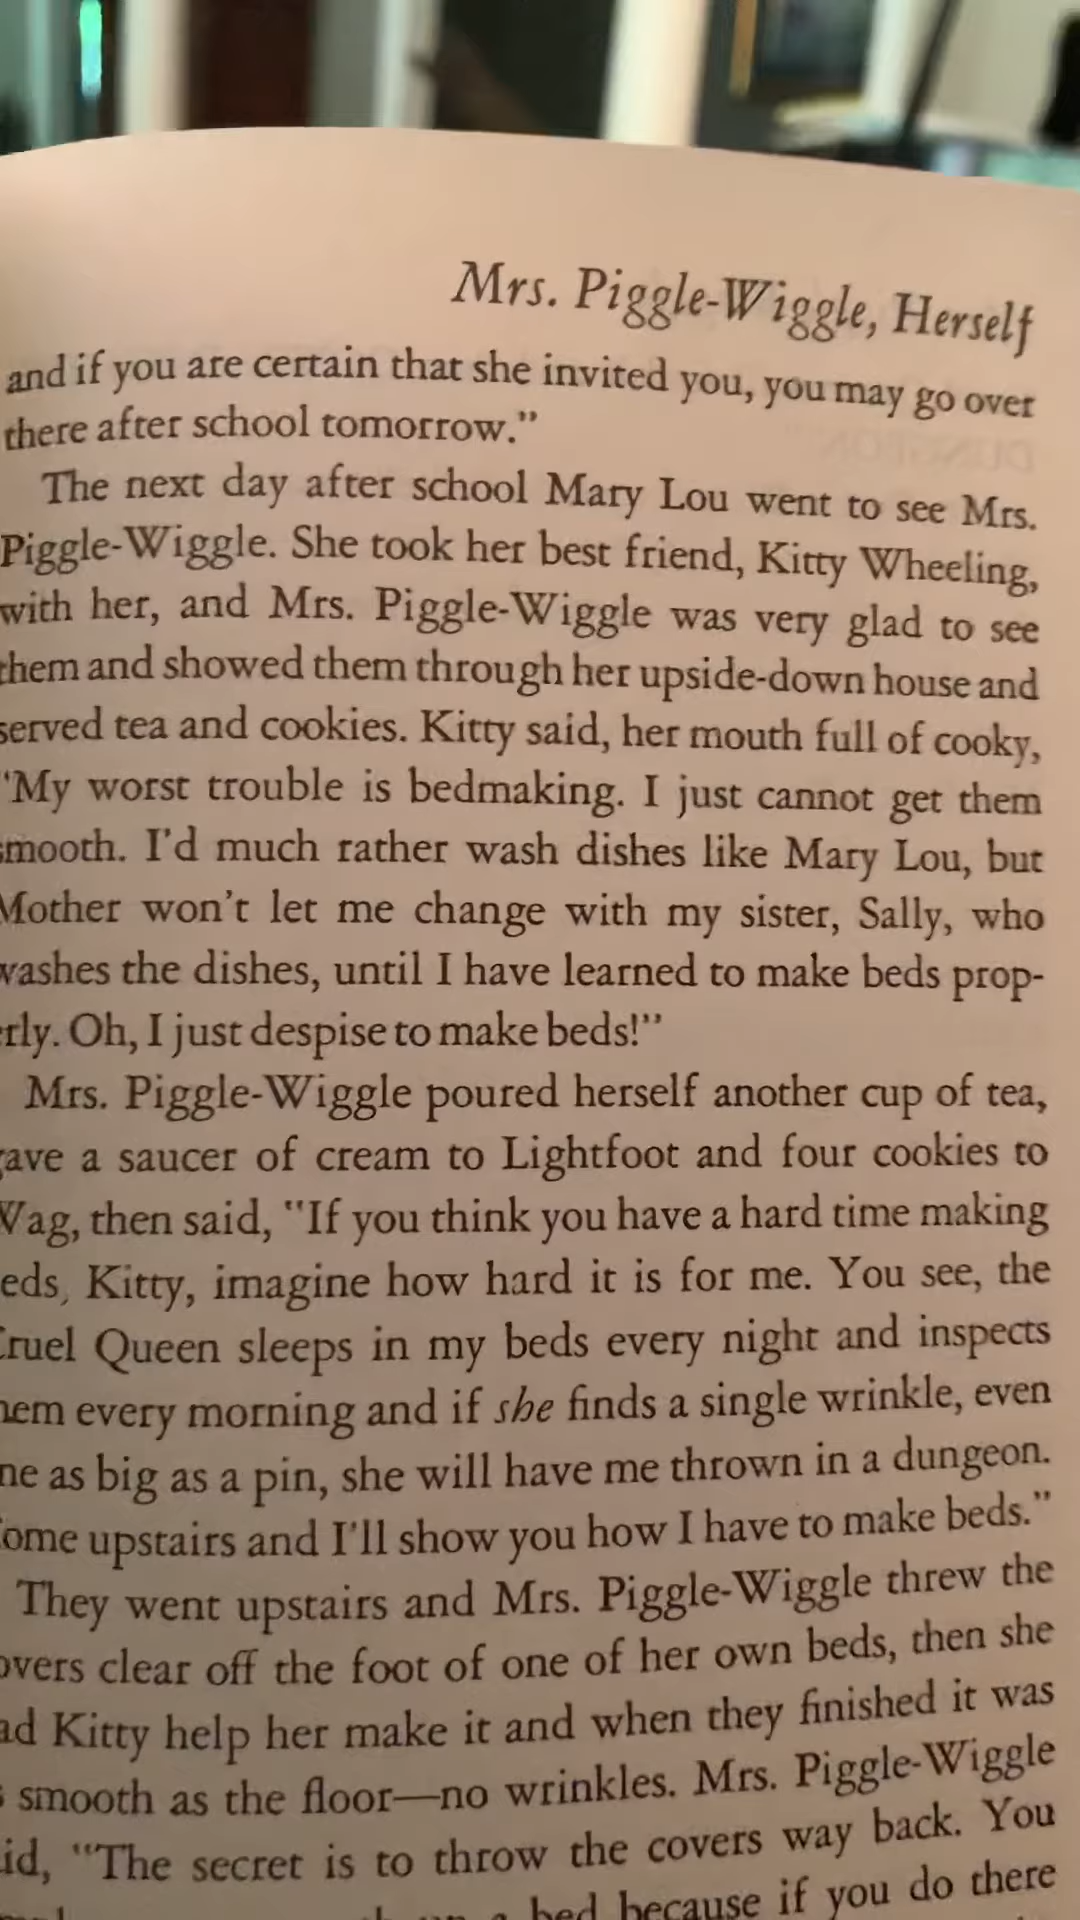 Mrs. Piggle-Wiggle, Herself
and if you are certain that she invited you, you may go over
there after school tomorrow."
The next day after school Mary Lou went to see Mrs.
Piggle-Wiggle. She took her best friend, Kitty Wheeling,
with her, and Mrs. Piggle-Wiggle was very glad to see
them and showed them through her upside-down house and
served tea and cookies. Kitty said, her mouth full of cooky,
"My worst trouble is bedmaking. I just cannot get them
smooth. I'd much rather wash dishes like Mary Lou, but
Mother won't let me change with my sister, Sally, who
washes the dishes, until I have learned to make beds prop-
erly. Oh, I just despise to make beds!"
Mrs. Piggle-Wiggle poured herself another cup of tea,
gave a saucer of cream to Lightfoot and four cookies to
Wag, then said, "If you think you have a hard time making
eds, Kitty, imagine how hard it is for me. You see, the
Cruel Queen sleeps in my beds every night and inspects
hem every morning and if she finds a single wrinkle, even
ne as big as a pin, she will have me thrown in a dungeon.
Come upstairs and I'll show you how I have to make beds."
They went upstairs and Mrs. Piggle-Wiggle threw the
overs clear off the foot of one of her own beds, then she
ad Kitty help her make it and when they finished it was
s smooth as the floor—no wrinkles. Mrs. Piggle-Wiggle
id, "The secret is to throw the covers way back. You
a bed because if you do there